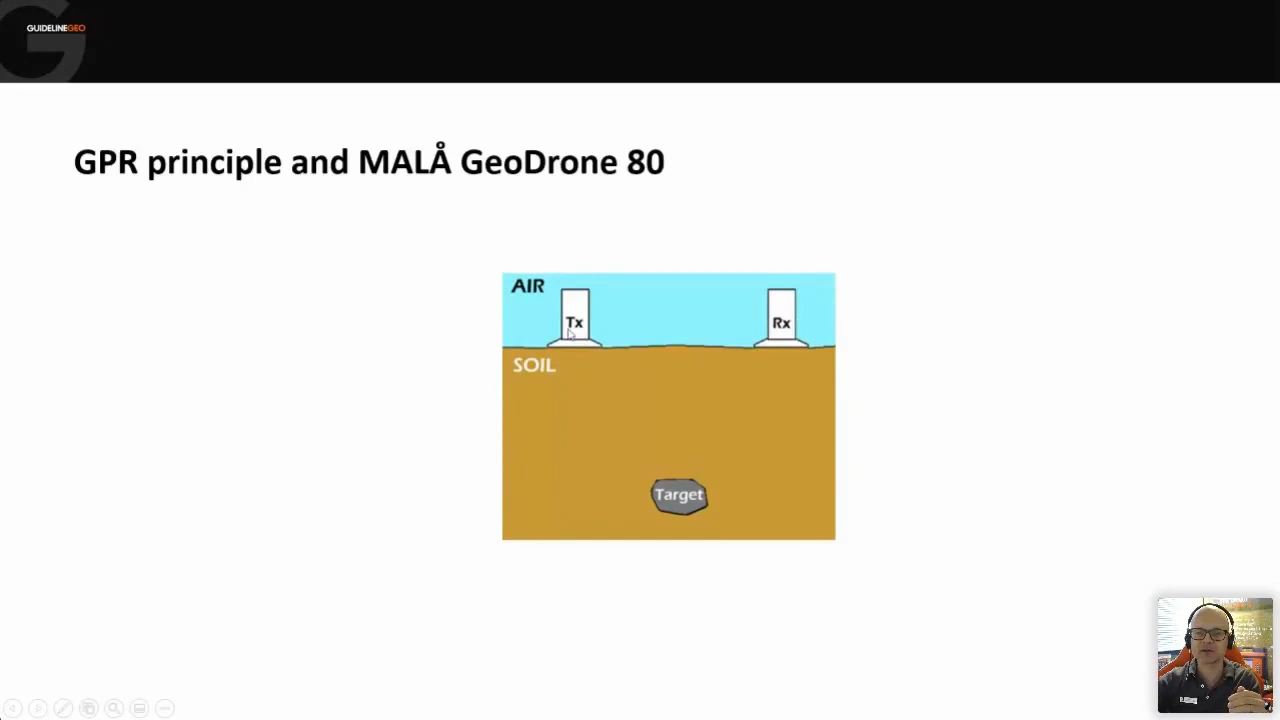 GUIDELINEGEO
GPR principle and MALÅ GeoDrone 80
AIR
Tx
Rx
SOIL
Target